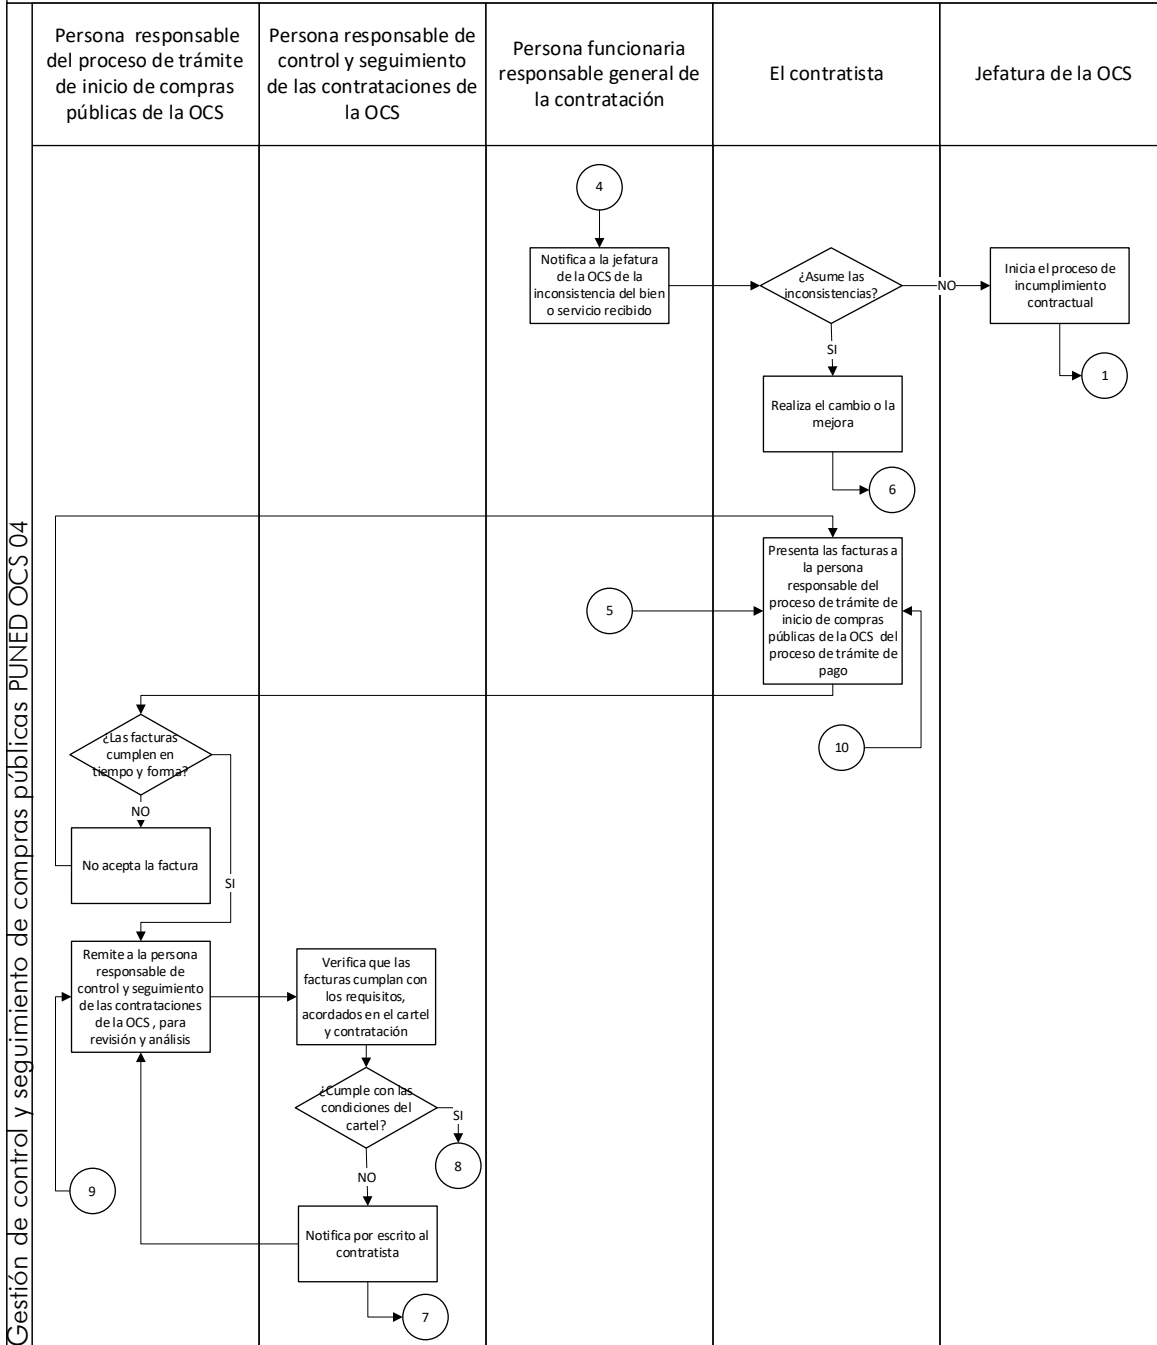 Gestión de control y seguimiento de compras públicas PUNED OCS 04
Persona responsable
del proceso de trámite
de inicio de compras
públicas de la OCS
Persona responsable de
control y seguimiento
de las contrataciones de
la OCS
Persona funcionaria
responsable general de
la contratación
El contratista
Jefatura de la OCS
4
Notifica a la jefatura
de la OCS de la
inconsistencia del bien
o servicio recibido
¿Asume las
inconsistencias?
NO
Inicia el proceso de
incumplimiento
contractual
SI
1
Realiza el cambio o la
mejora
6
Presenta las facturas a
la persona
responsable del
proceso de trámite de
inicio de compras
públicas de la OCS del
proceso de trámite de
pago
5
10
¿Las facturas
cumplen en
tiempo y forma?
NO
No acepta la factura
SI
Remite a la persona
responsable de
control y seguimiento
de las contrataciones
de la OCS , para
revisión y análisis
Verifica que las
facturas cumplan con
los requisitos,
acordados en el cartel
y contratación
¿Cumple con las
condiciones del
cartel?
SI
8
NO
9
Notifica por escrito al
contratista
7